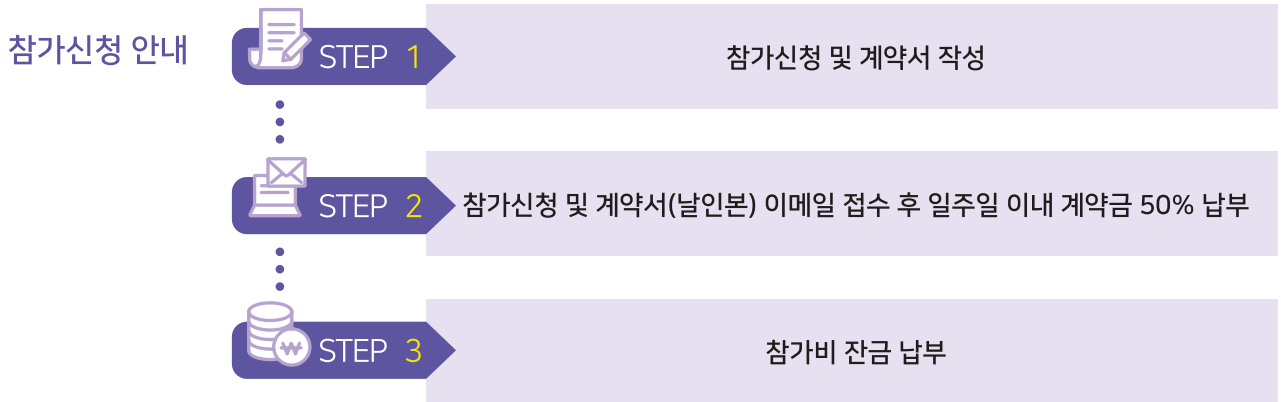 참가신청 안내
STEP 1
참가신청 및 계약서 작성
STEP 2
참가신청 및 계약서(날인본) 이메일 접수 후 일주일 이내 계약금 50% 납부
STEP 3
참가비 잔금 납부